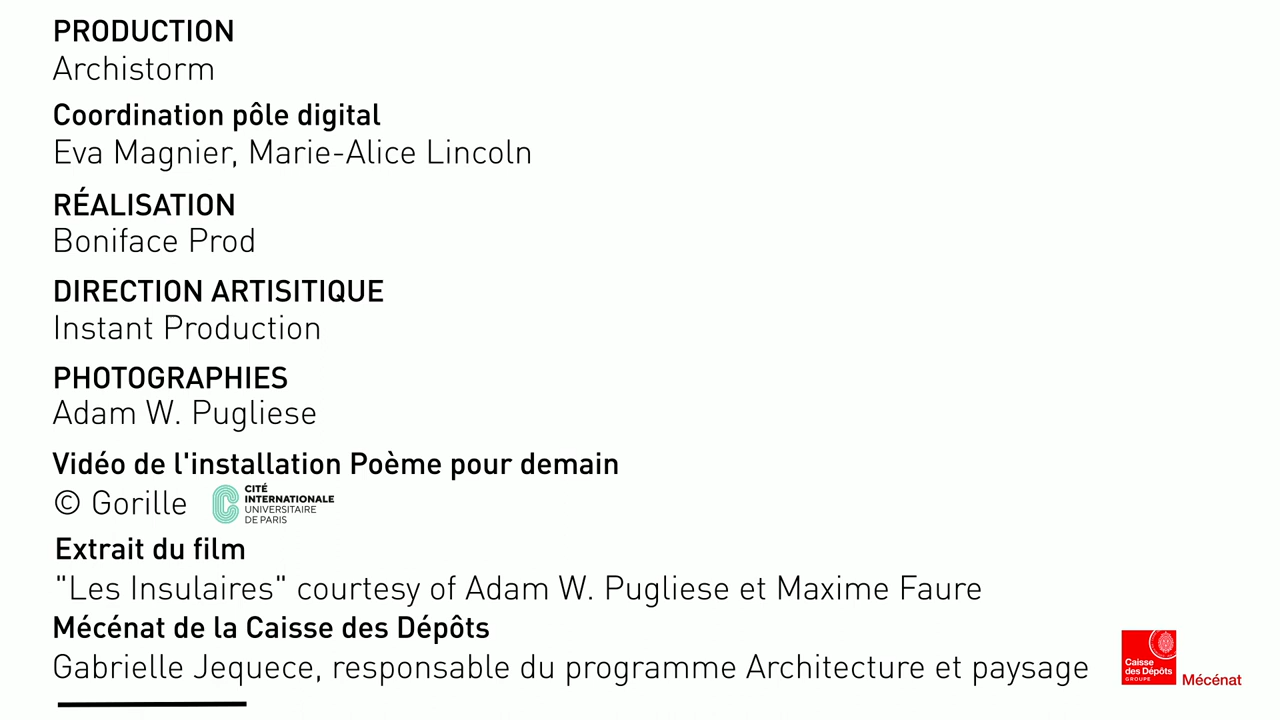 PRODUCTION
Archistorm
Coordination pôle digital
Eva Magnier, Marie-Alice Lincoln
RÉALISATION
Boniface Prod
DIRECTION ARTISITIQUE
Instant Production
PHOTOGRAPHIES
Adam W. Pugliese
Vidéo de l'installation Poème pour demain
© Gorille
CITÉ
INTERNATIONALE
UNIVERSITAIRE
DE PARIS
Extrait du film
"Les Insulaires" courtesy of Adam W. Pugliese et Maxime Faure
Mécénat de la Caisse des Dépôts
Gabrielle Jequece, responsable du programme Architecture et paysage
Caisse
des Dépôts
GROUPE
Mécénat